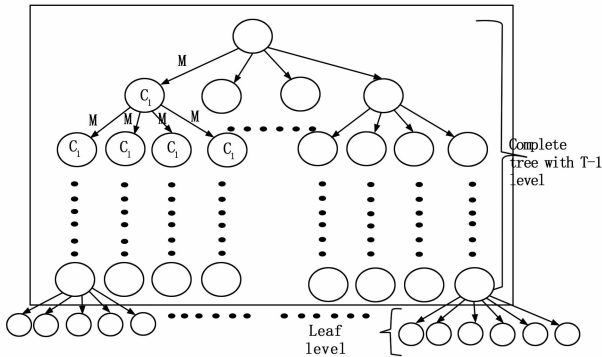 M
C1
M M M M
C1 C1 C1 C1
Complete
tree with T-1
level
Leaf
level